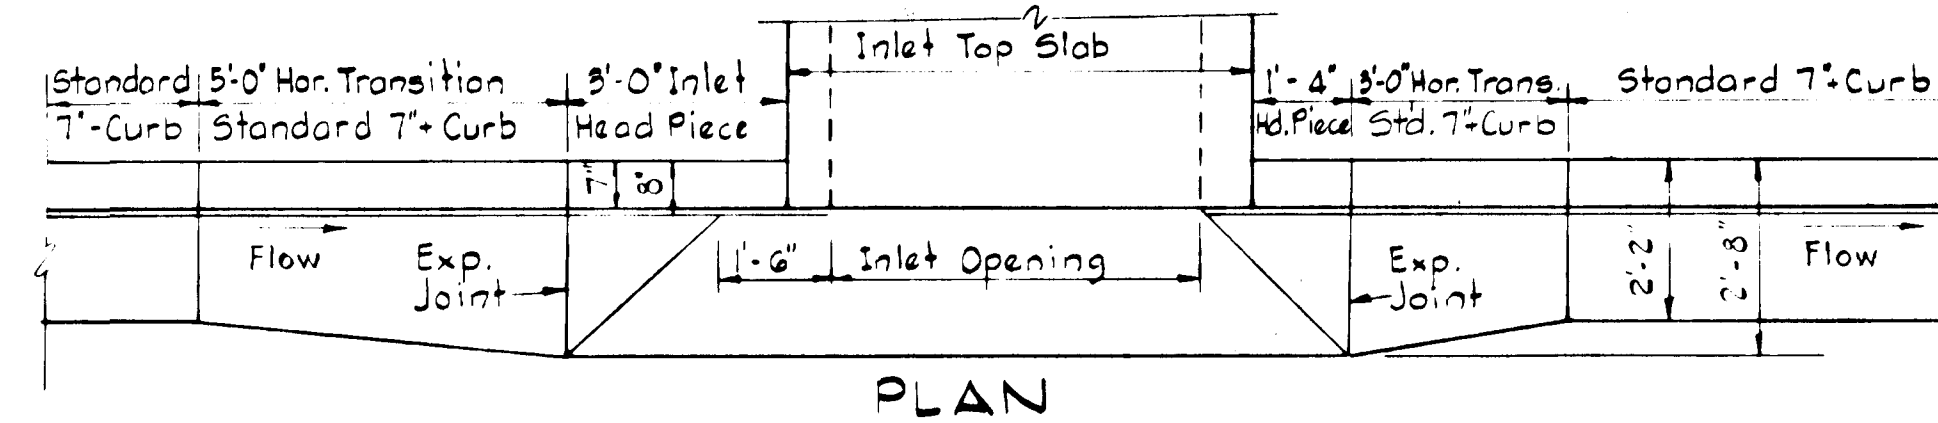 Inlet Top Slab
Standard 5'-0" Hor. Transition 3'-0" Inlet 1'-4" 3'-0" Hor. Trans. Standard 7"+ Curb
7"-Curb Standard 7"+ Curb Head Piece Hd. Piece Std. 7"+ Curb
7" 8"
Flow Exp. Joint 1'-6" Inlet Opening Exp. Joint 2'-2" 2'-8" Flow
PLAN